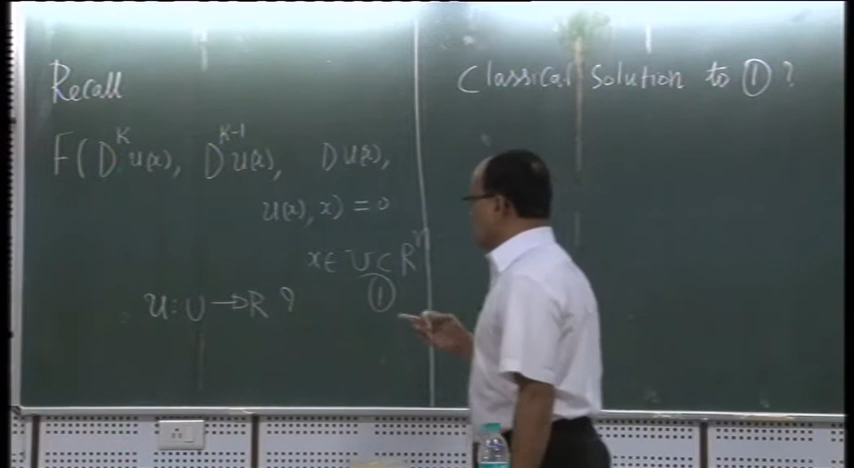 Recall
F(D^K u(x), D^{K-1} u(x), Du(x),
u(x), x) = 0
x ∈ U ⊂ R^n
①
u : U → R ?
Classical Solution to ① ?